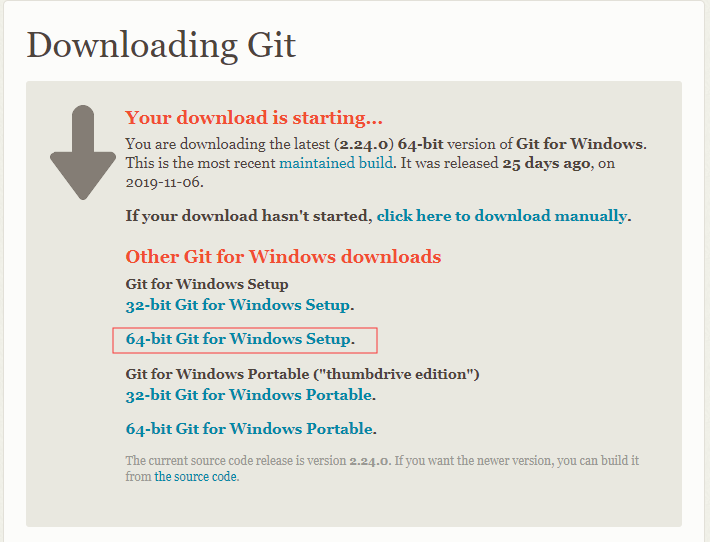 Downloading Git
Your download is starting...
You are downloading the latest (2.24.0) 64-bit version of Git for Windows.
This is the most recent maintained build. It was released 25 days ago, on
2019-11-06.
If your download hasn't started, click here to download manually.
Other Git for Windows downloads
Git for Windows Setup
32-bit Git for Windows Setup.
64-bit Git for Windows Setup.
Git for Windows Portable ("thumbdrive edition")
32-bit Git for Windows Portable.
64-bit Git for Windows Portable.
The current source code release is version 2.24.0. If you want the newer version, you can build it
from the source code.